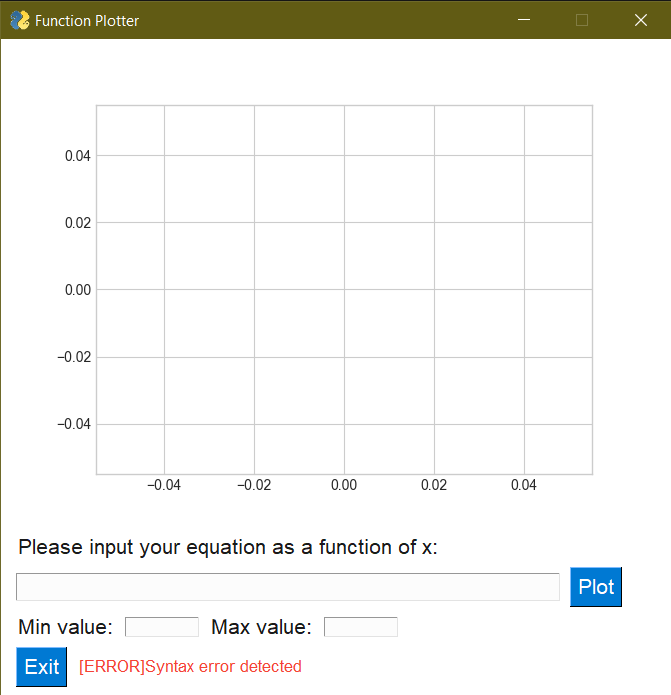 Function Plotter
0.04
0.02
0.00
−0.02
−0.04
−0.04 −0.02 0.00 0.02 0.04
Please input your equation as a function of x:
Plot
Min value: Max value:
Exit [ERROR]Syntax error detected